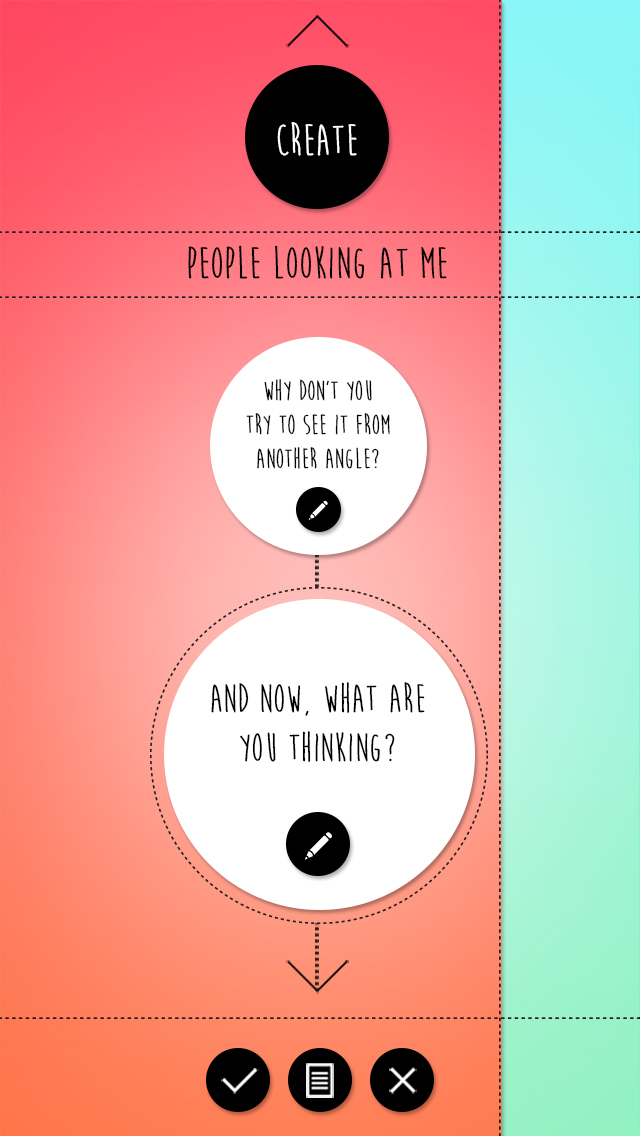 CREATE
PEOPLE LOOKING AT ME
WHY DON'T YOU
TRY TO SEE IT FROM
ANOTHER ANGLE?
AND NOW, WHAT ARE
YOU THINKING?